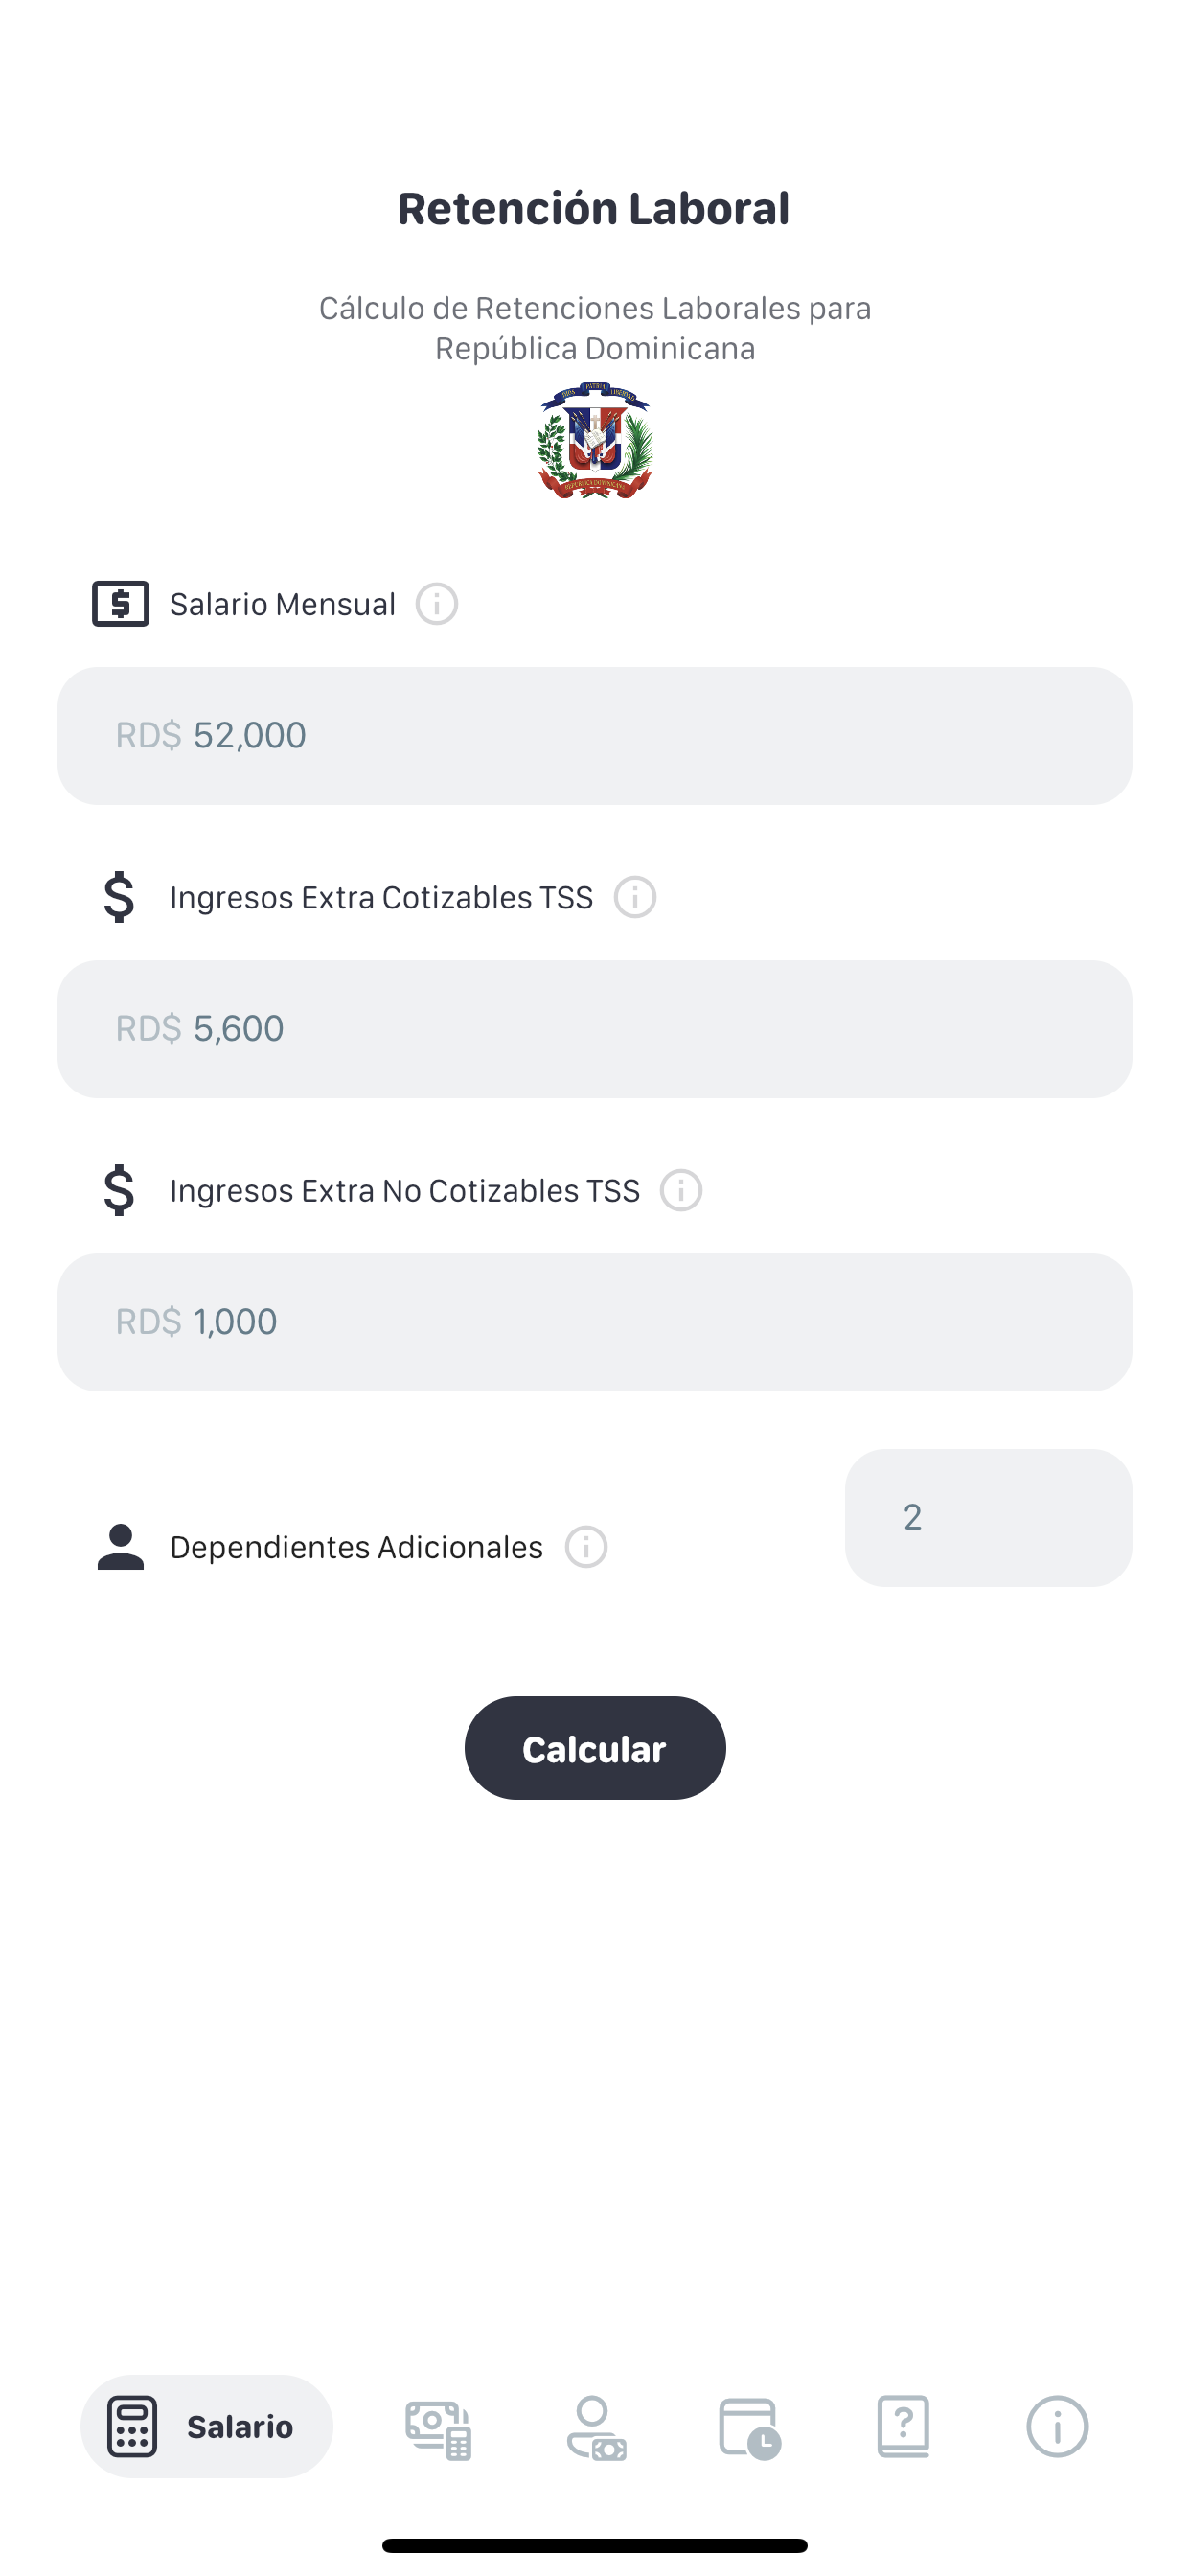 Retención Laboral
Cálculo de Retenciones Laborales para
República Dominicana
Salario Mensual
RD$ 52,000
Ingresos Extra Cotizables TSS
RD$ 5,600
Ingresos Extra No Cotizables TSS
RD$ 1,000
2
Dependientes Adicionales
Calcular
Salario